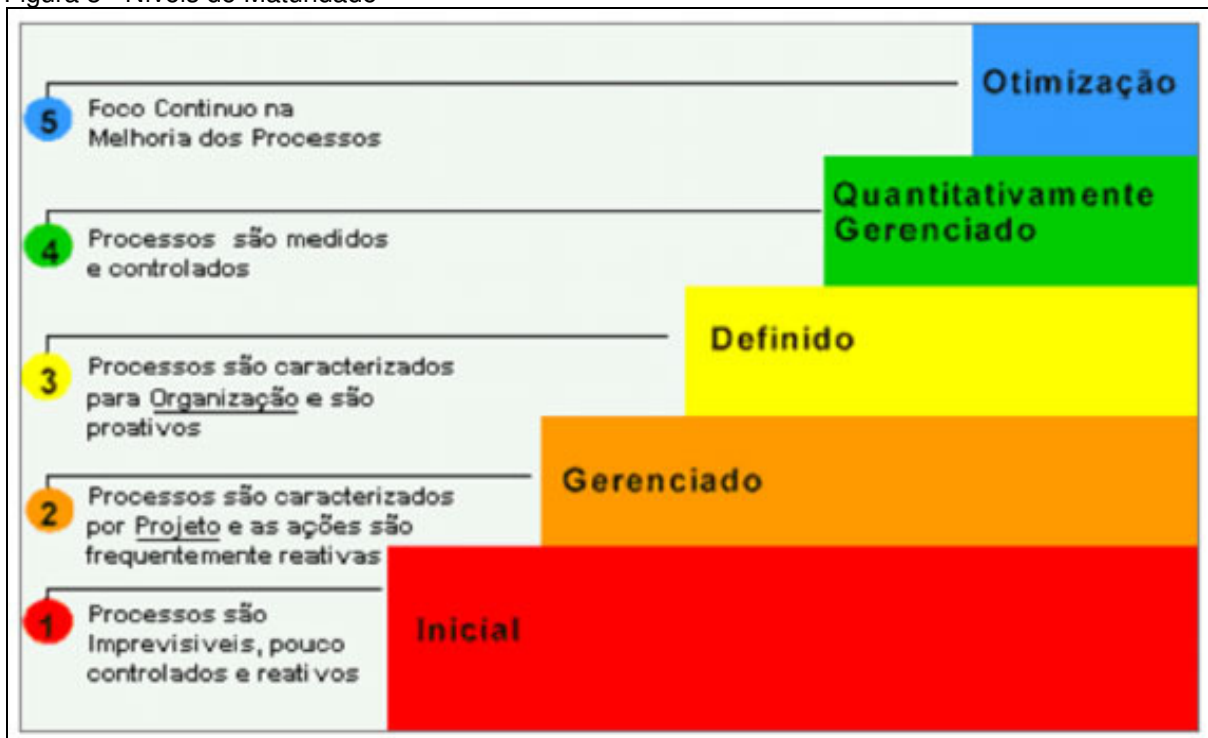 Otimização
5
Foco Continuo na
Melhoria dos Processos
Quantitativamente
Gerenciado
4
Processos são medidos
e controlados
Definido
3
Processos são caracterizados
para Organização e são
proativos
Gerenciado
2
Processos são caracterizados
por Projeto e as ações são
frequentemente reativas
Inicial
1
Processos são
Imprevisiveis, pouco
controlados e reativos